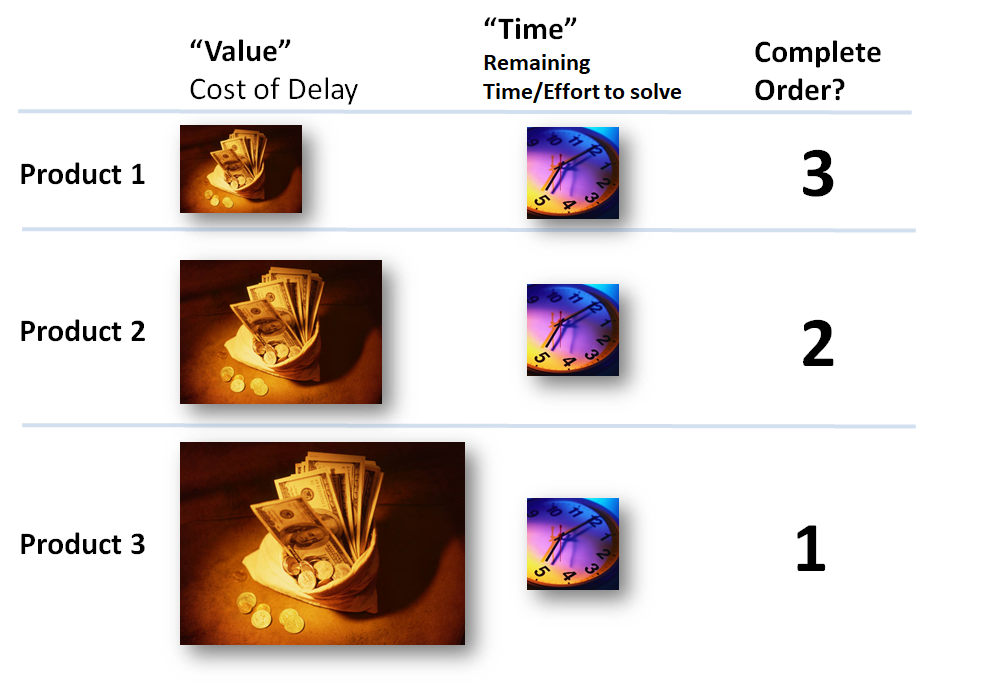 “Value”
Cost of Delay
“Time”
Remaining
Time/Effort to solve
Complete
Order?
Product 1
3
Product 2
2
Product 3
1